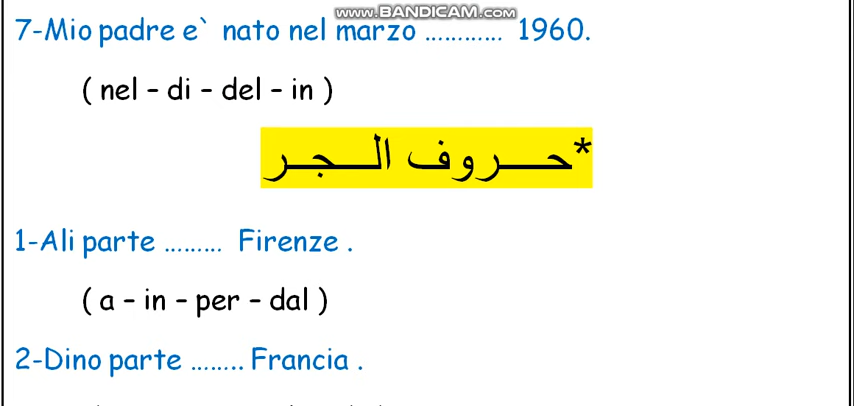 www.BANDICAM.com
7-Mio padre e` nato nel marzo ………… 1960.
( nel – di – del – in )
*حـــروف الـــجـــر
1-Ali parte ……… Firenze .
( a – in – per – dal )
2-Dino parte …….. Francia .